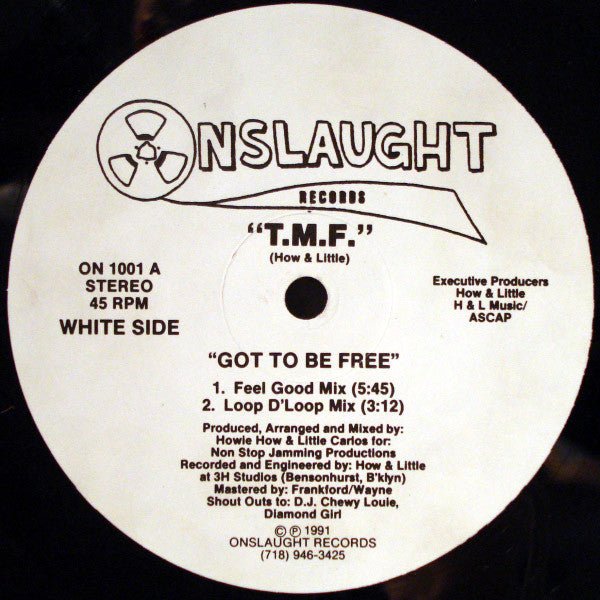 ONSLAUGHT
RECORDS
"T.M.F."
(How & Little)
ON 1001 A
STEREO
45 RPM
WHITE SIDE
Executive Producers
How & Little
H & L Music/
ASCAP
"GOT TO BE FREE"
1. Feel Good Mix (5:45)
2. Loop D'Loop Mix (3:12)
Produced, Arranged and Mixed by:
Howie How & Little Carlos for:
Non Stop Jamming Productions
Recorded and Engineered by: How & Little
at 3H Studios (Bensonhurst, B'klyn)
Mastered by: Frankford/Wayne
Shout Outs to: D.J. Chewy Louie,
Diamond Girl
© ℗ 1991
ONSLAUGHT RECORDS
(718) 946-3425